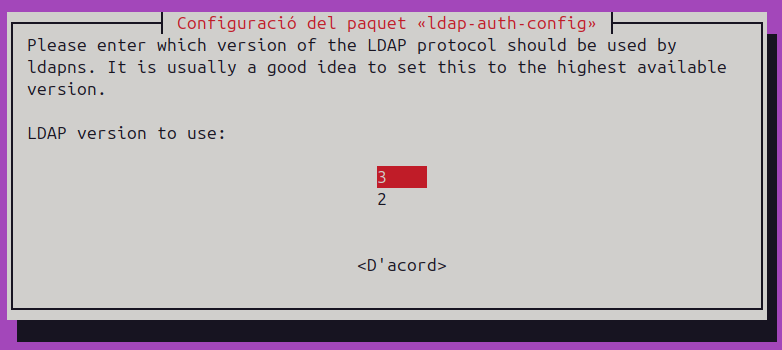 Configuració del paquet «ldap-auth-config»
Please enter which version of the LDAP protocol should be used by
ldapns. It is usually a good idea to set this to the highest available
version.
LDAP version to use:
3
2
<D'acord>